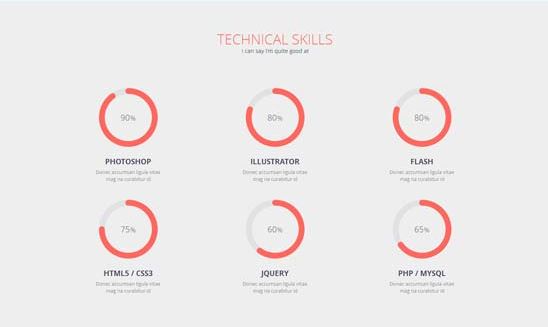 TECHNICAL SKILLS
I can say I'm quite good at
90%
80%
80%
PHOTOSHOP
ILLUSTRATOR
FLASH
Donec accumsan ligula vitae
mag na curabitur id
Donec accumsan ligula vitae
mag na curabitur id
Donec accumsan ligula vitae
mag na curabitur id
75%
60%
65%
HTML5 / CSS3
JQUERY
PHP / MYSQL
Donec accumsan ligula vitae
mag na curabitur id
Donec accumsan ligula vitae
mag na curabitur id
Donec accumsan ligula vitae
mag na curabitur id